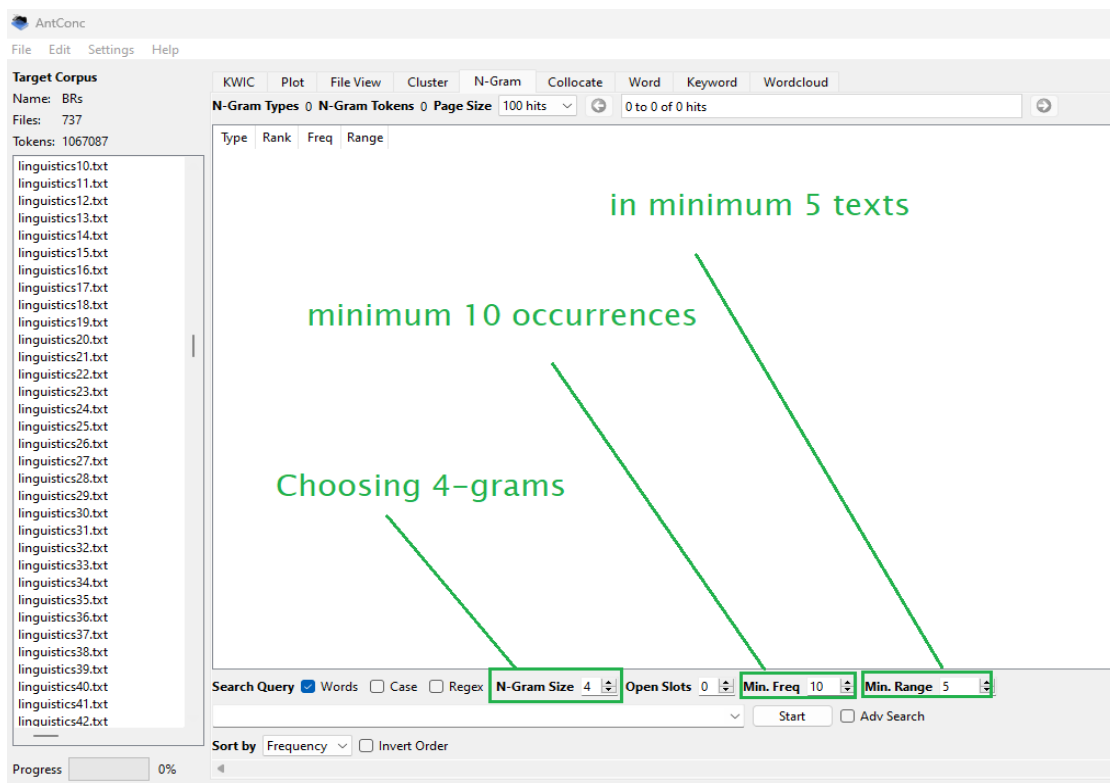 AntConc
File Edit Settings Help
Target Corpus
Name: BRs
Files: 737
Tokens: 1067087
linguistics10.txt
linguistics11.txt
linguistics12.txt
linguistics13.txt
linguistics14.txt
linguistics15.txt
linguistics16.txt
linguistics17.txt
linguistics18.txt
linguistics19.txt
linguistics20.txt
linguistics21.txt
linguistics22.txt
linguistics23.txt
linguistics24.txt
linguistics25.txt
linguistics26.txt
linguistics27.txt
linguistics28.txt
linguistics29.txt
linguistics30.txt
linguistics31.txt
linguistics32.txt
linguistics33.txt
linguistics34.txt
linguistics35.txt
linguistics36.txt
linguistics37.txt
linguistics38.txt
linguistics39.txt
linguistics40.txt
linguistics41.txt
linguistics42.txt
Progress 0%
KWIC Plot File View Cluster N-Gram Collocate Word Keyword Wordcloud
N-Gram Types 0 N-Gram Tokens 0 Page Size 100 hits 0 to 0 of 0 hits
Type Rank Freq Range
in minimum 5 texts
minimum 10 occurrences
Choosing 4-grams
Search Query Words Case Regex N-Gram Size 4 Open Slots 0 Min. Freq 10 Min. Range 5
Start Adv Search
Sort by Frequency Invert Order